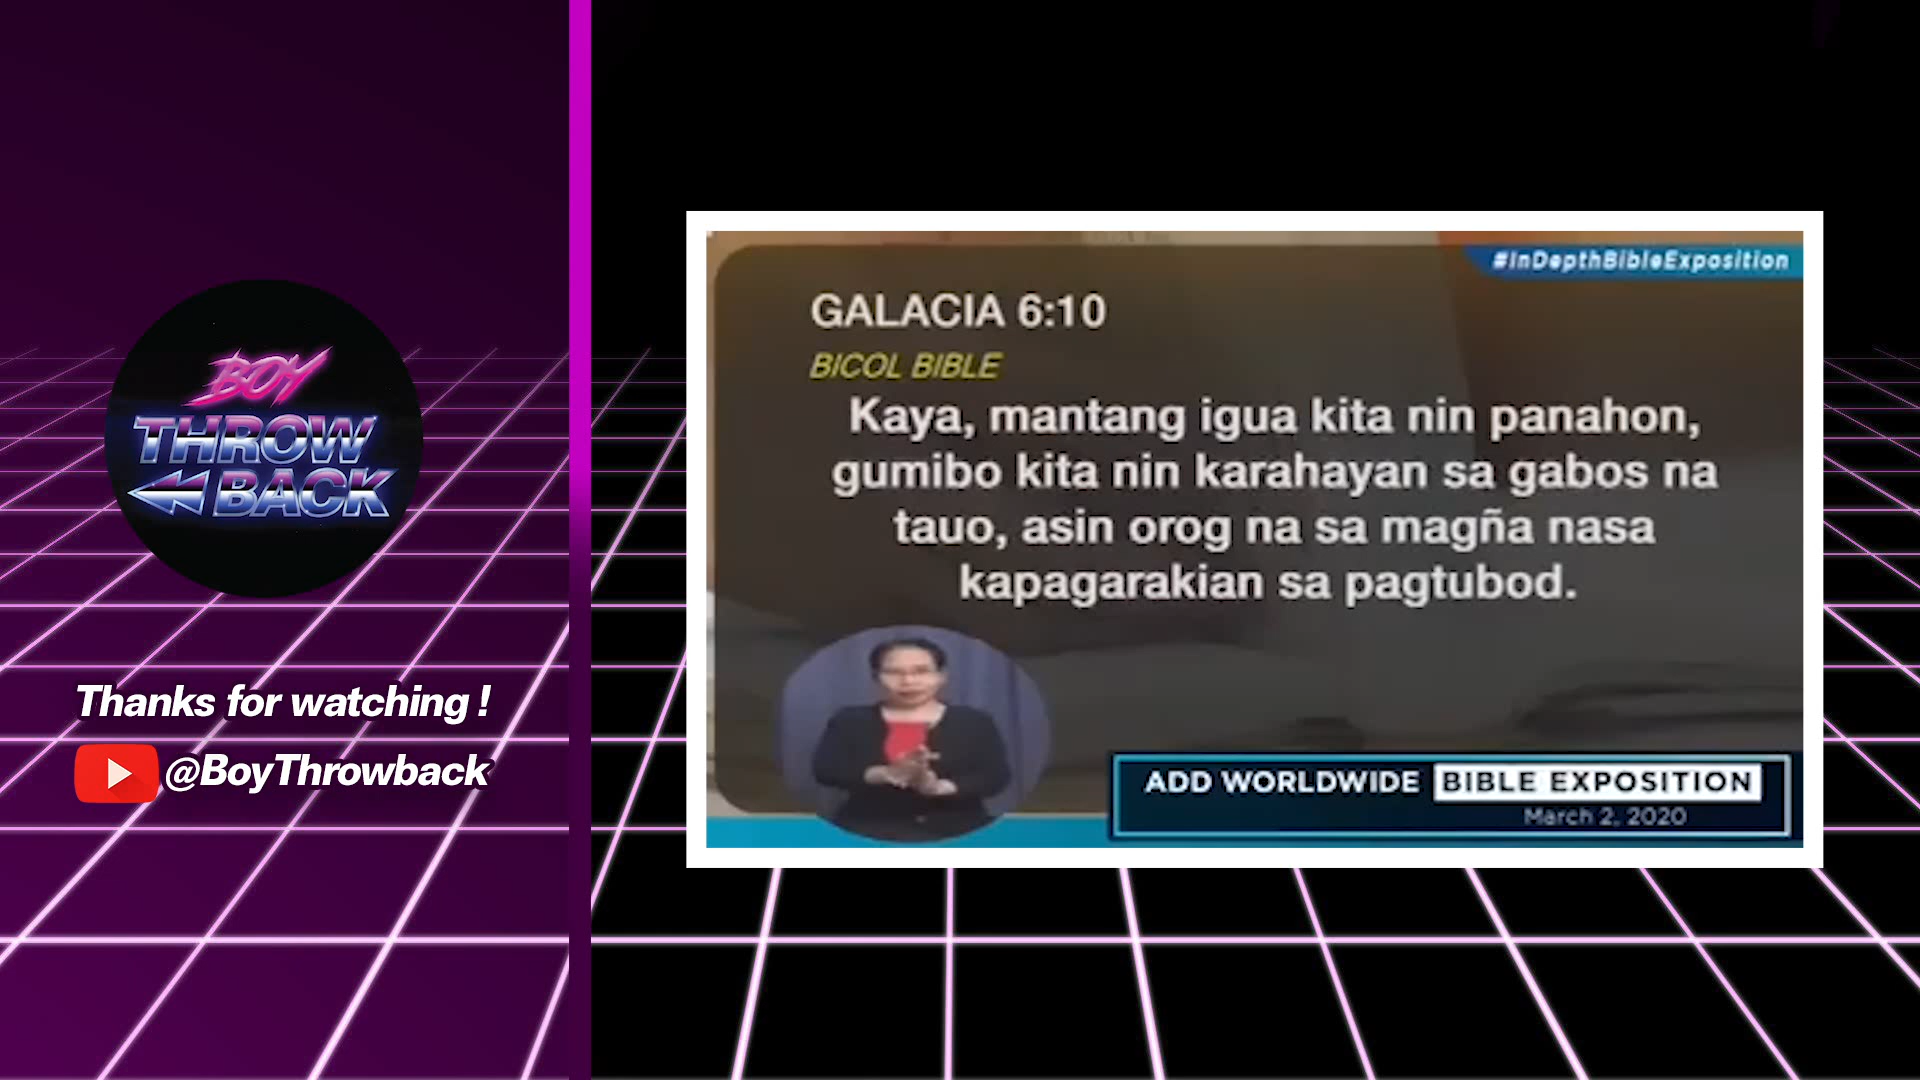 BOY
THROW
BACK
Thanks for watching !
@BoyThrowback
#InDepthBibleExposition
GALACIA 6:10
BICOL BIBLE
Kaya, mantang igua kita nin panahon,
gumibo kita nin karahayan sa gabos na
tauo, asin orog na sa magña nasa
kapagarakian sa pagtubod.
ADD WORLDWIDE BIBLE EXPOSITION
March 2, 2020